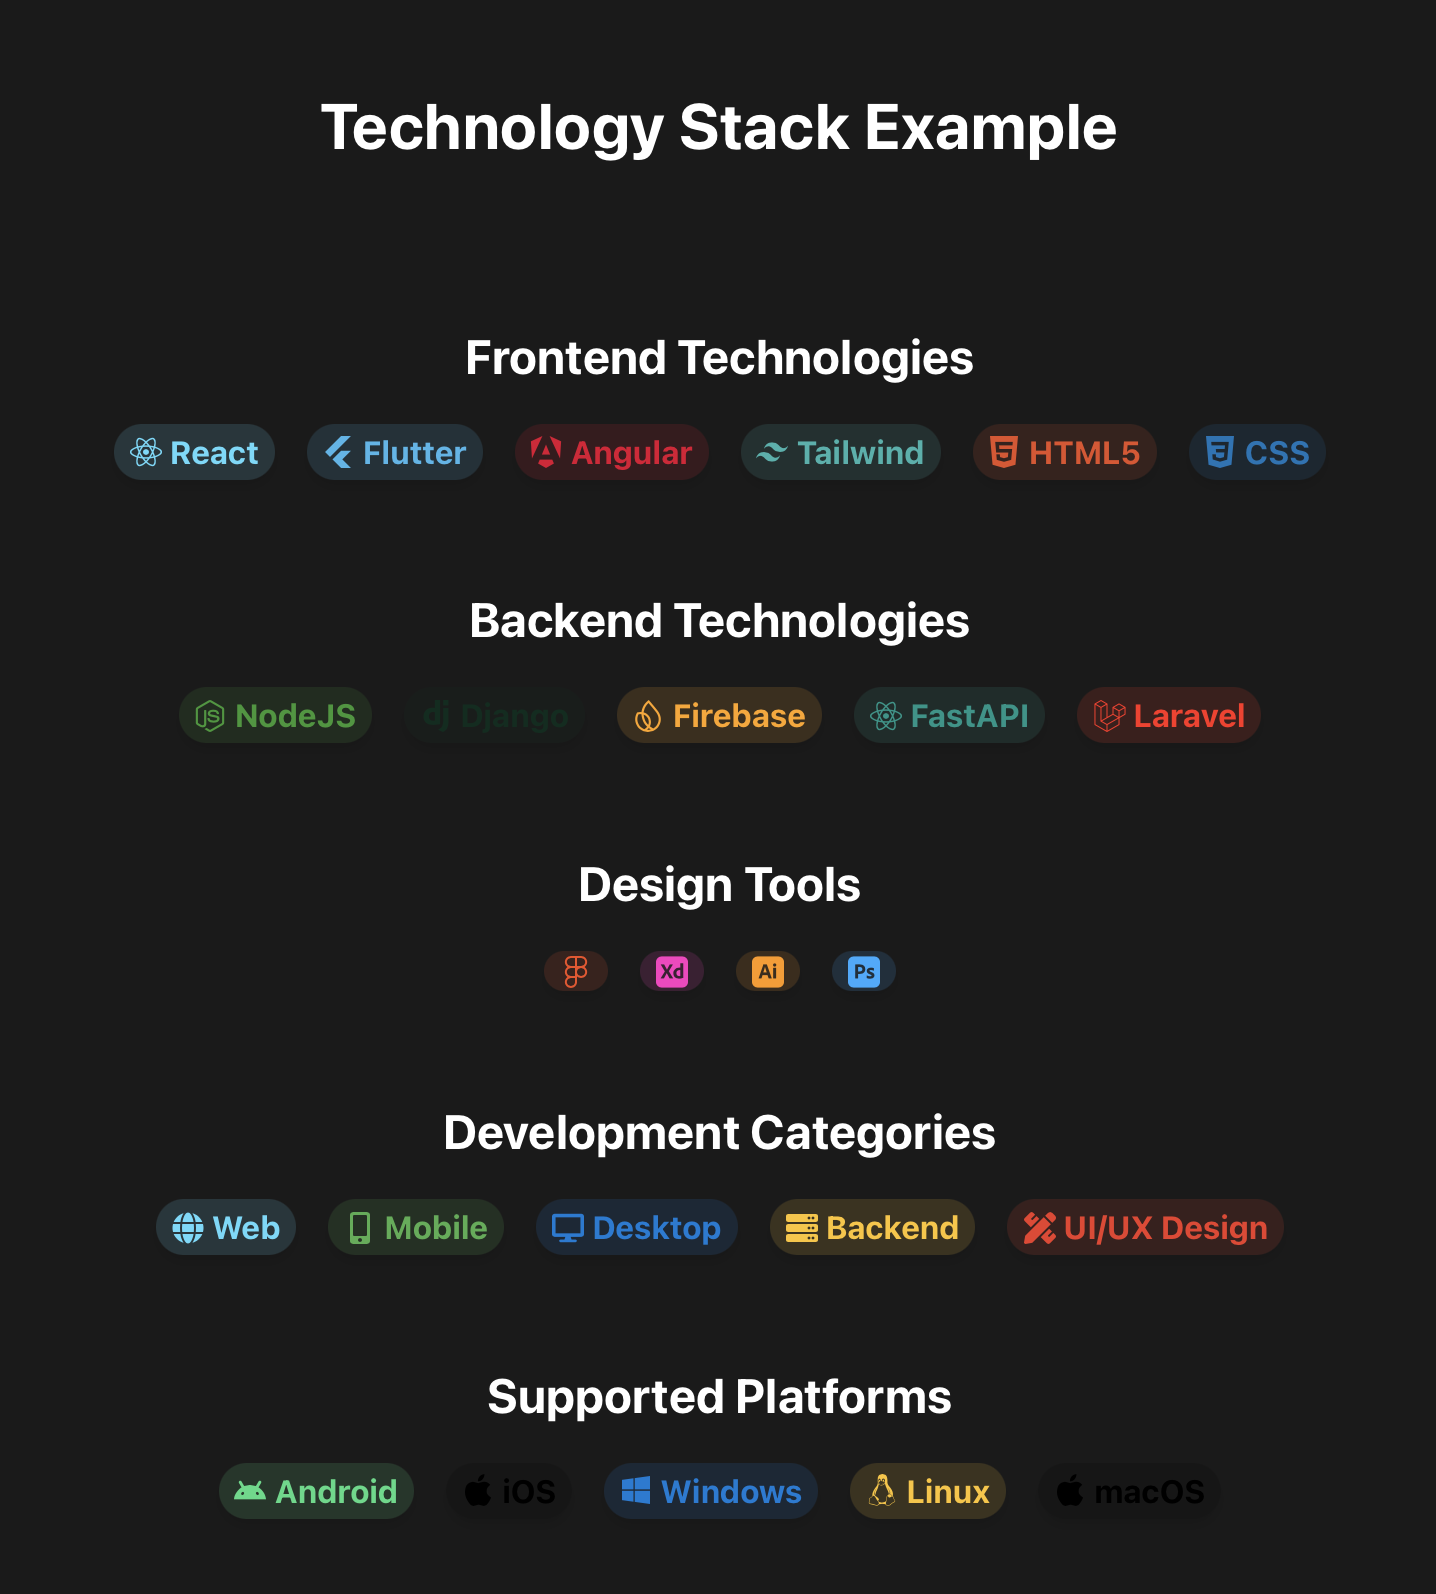 Technology Stack Example
Frontend Technologies
React Flutter Angular Tailwind HTML5 CSS
Backend Technologies
JS NodeJS dj Django Firebase FastAPI Laravel
Design Tools
Xd Ai Ps
Development Categories
Web Mobile Desktop Backend UI/UX Design
Supported Platforms
Android iOS Windows Linux macOS